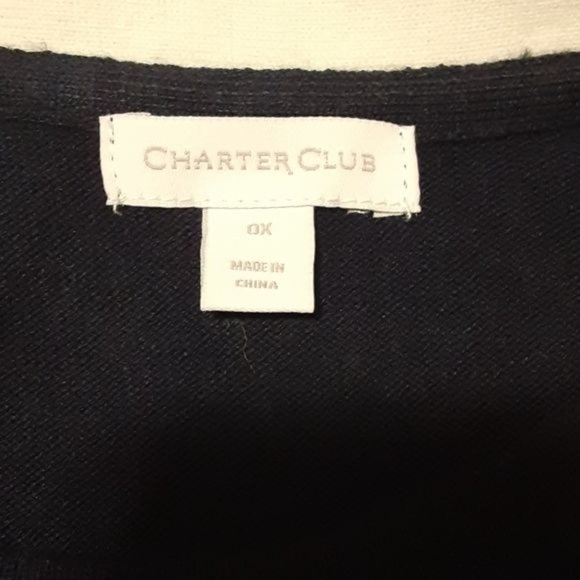 CHARTER CLUB
0X
MADE IN
CHINA